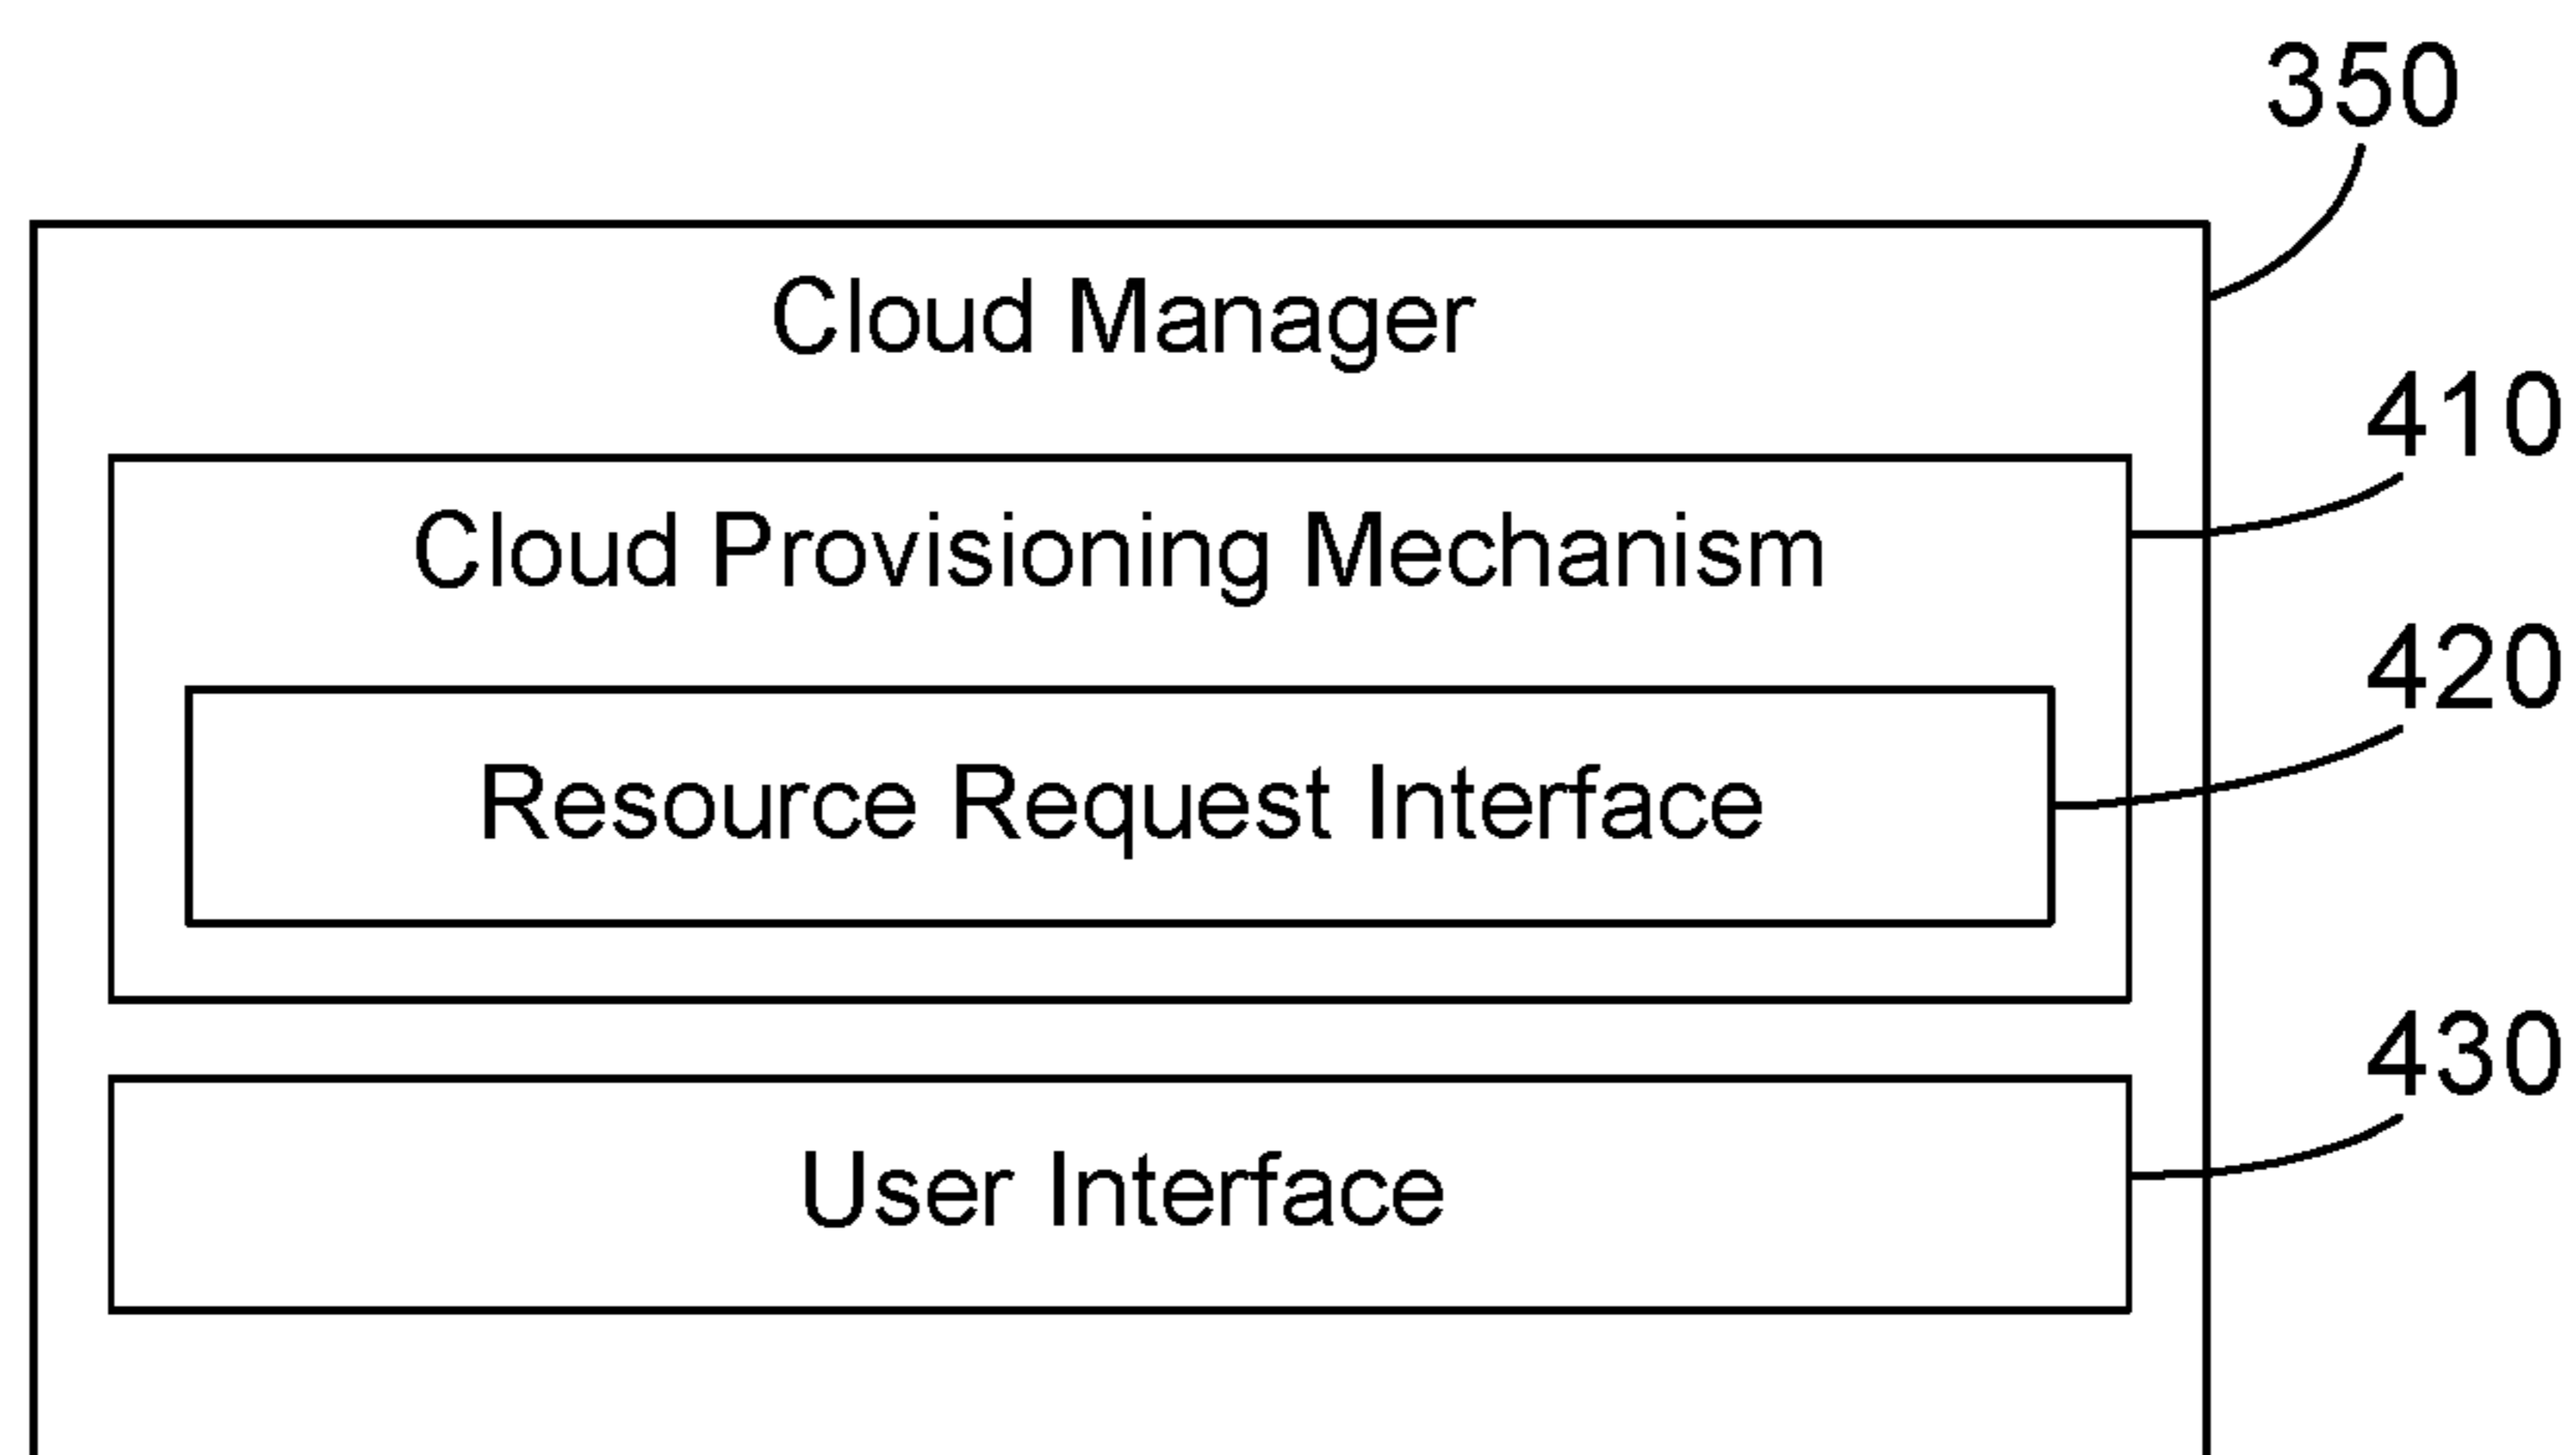 350
Cloud Manager
410
Cloud Provisioning Mechanism
420
Resource Request Interface
430
User Interface